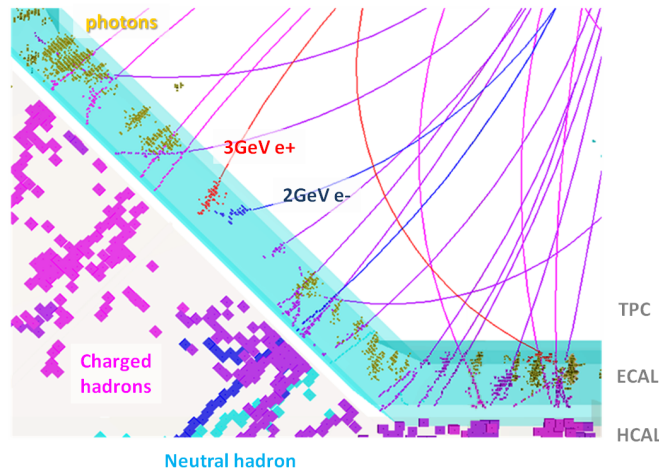 photons
3GeV e+
2GeV e-
TPC
Charged
hadrons
ECAL
HCAL
Neutral hadron